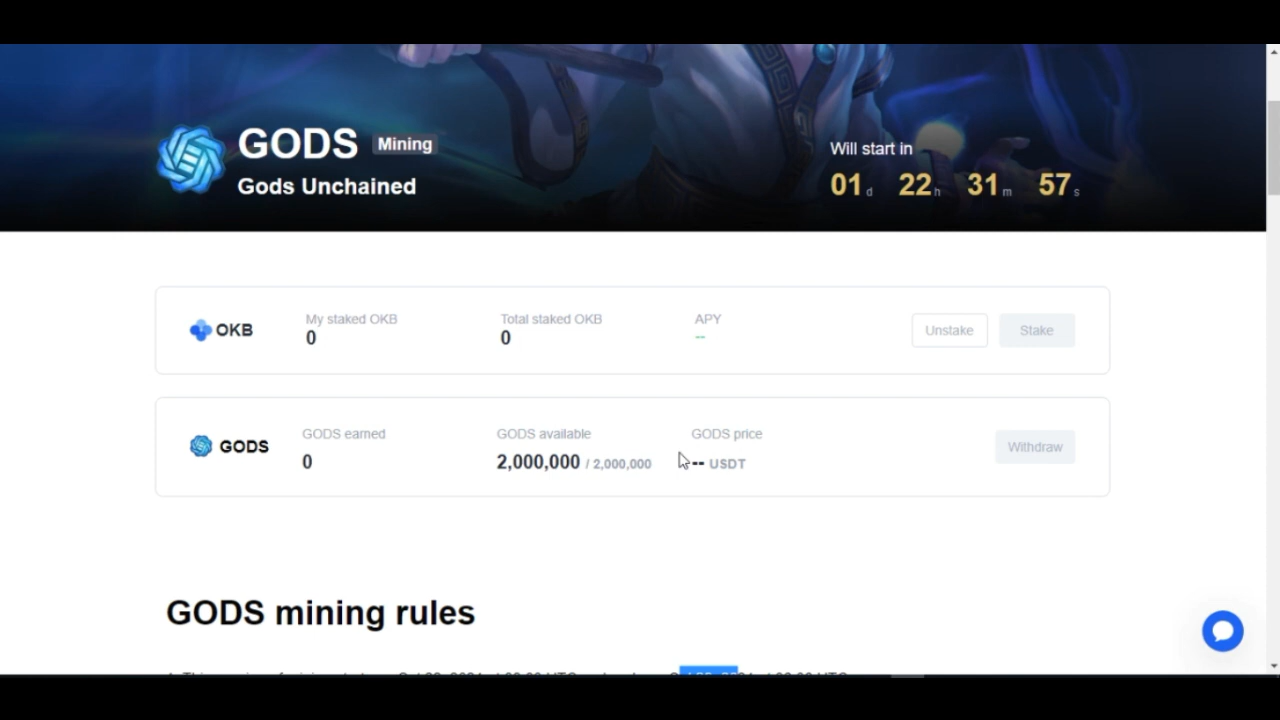 GODS Mining
Gods Unchained
Will start in
01 d 22 h 31 m 57 s
OKB
My staked OKB
0
Total staked OKB
0
APY
--
Unstake
Stake
GODS
GODS earned
0
GODS available
2,000,000 / 2,000,000
GODS price
-- USDT
Withdraw
GODS mining rules